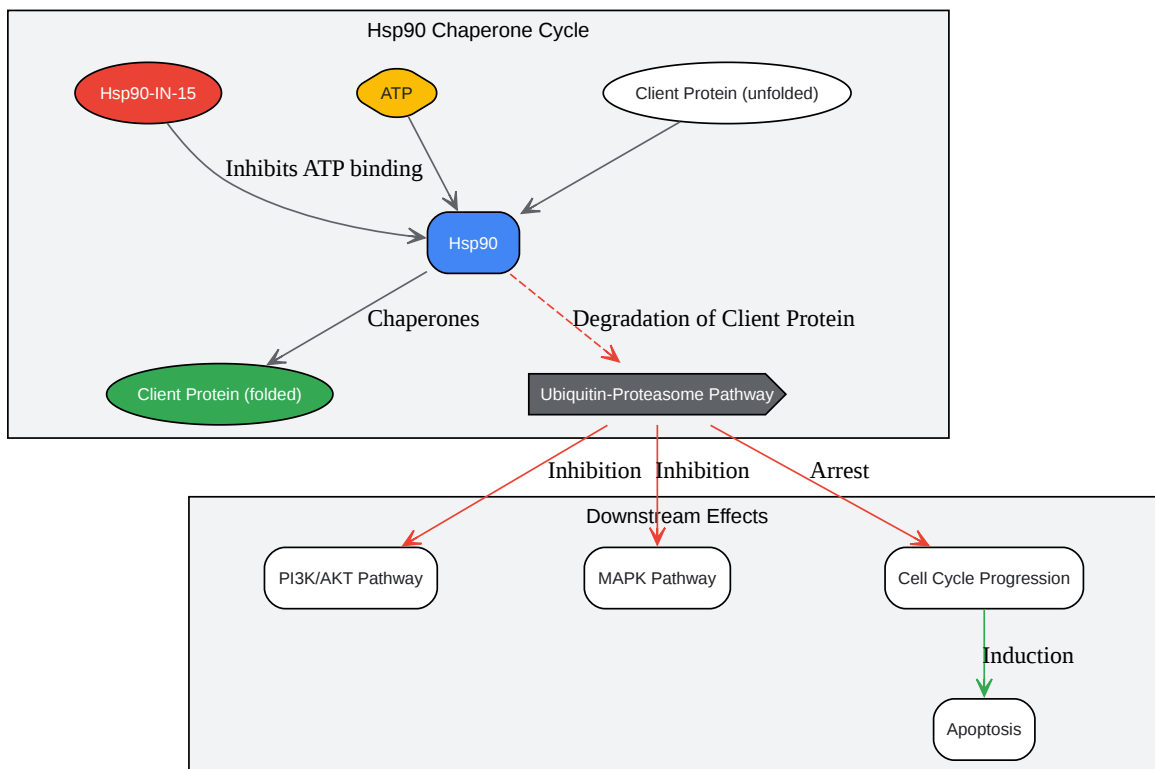 Hsp90 Chaperone Cycle
Hsp90-IN-15
ATP
Client Protein (unfolded)
Inhibits ATP binding
Hsp90
Chaperones
Degradation of Client Protein
Client Protein (folded)
Ubiquitin-Proteasome Pathway
Inhibition
Inhibition
Arrest
Downstream Effects
PI3K/AKT Pathway
MAPK Pathway
Cell Cycle Progression
Induction
Apoptosis